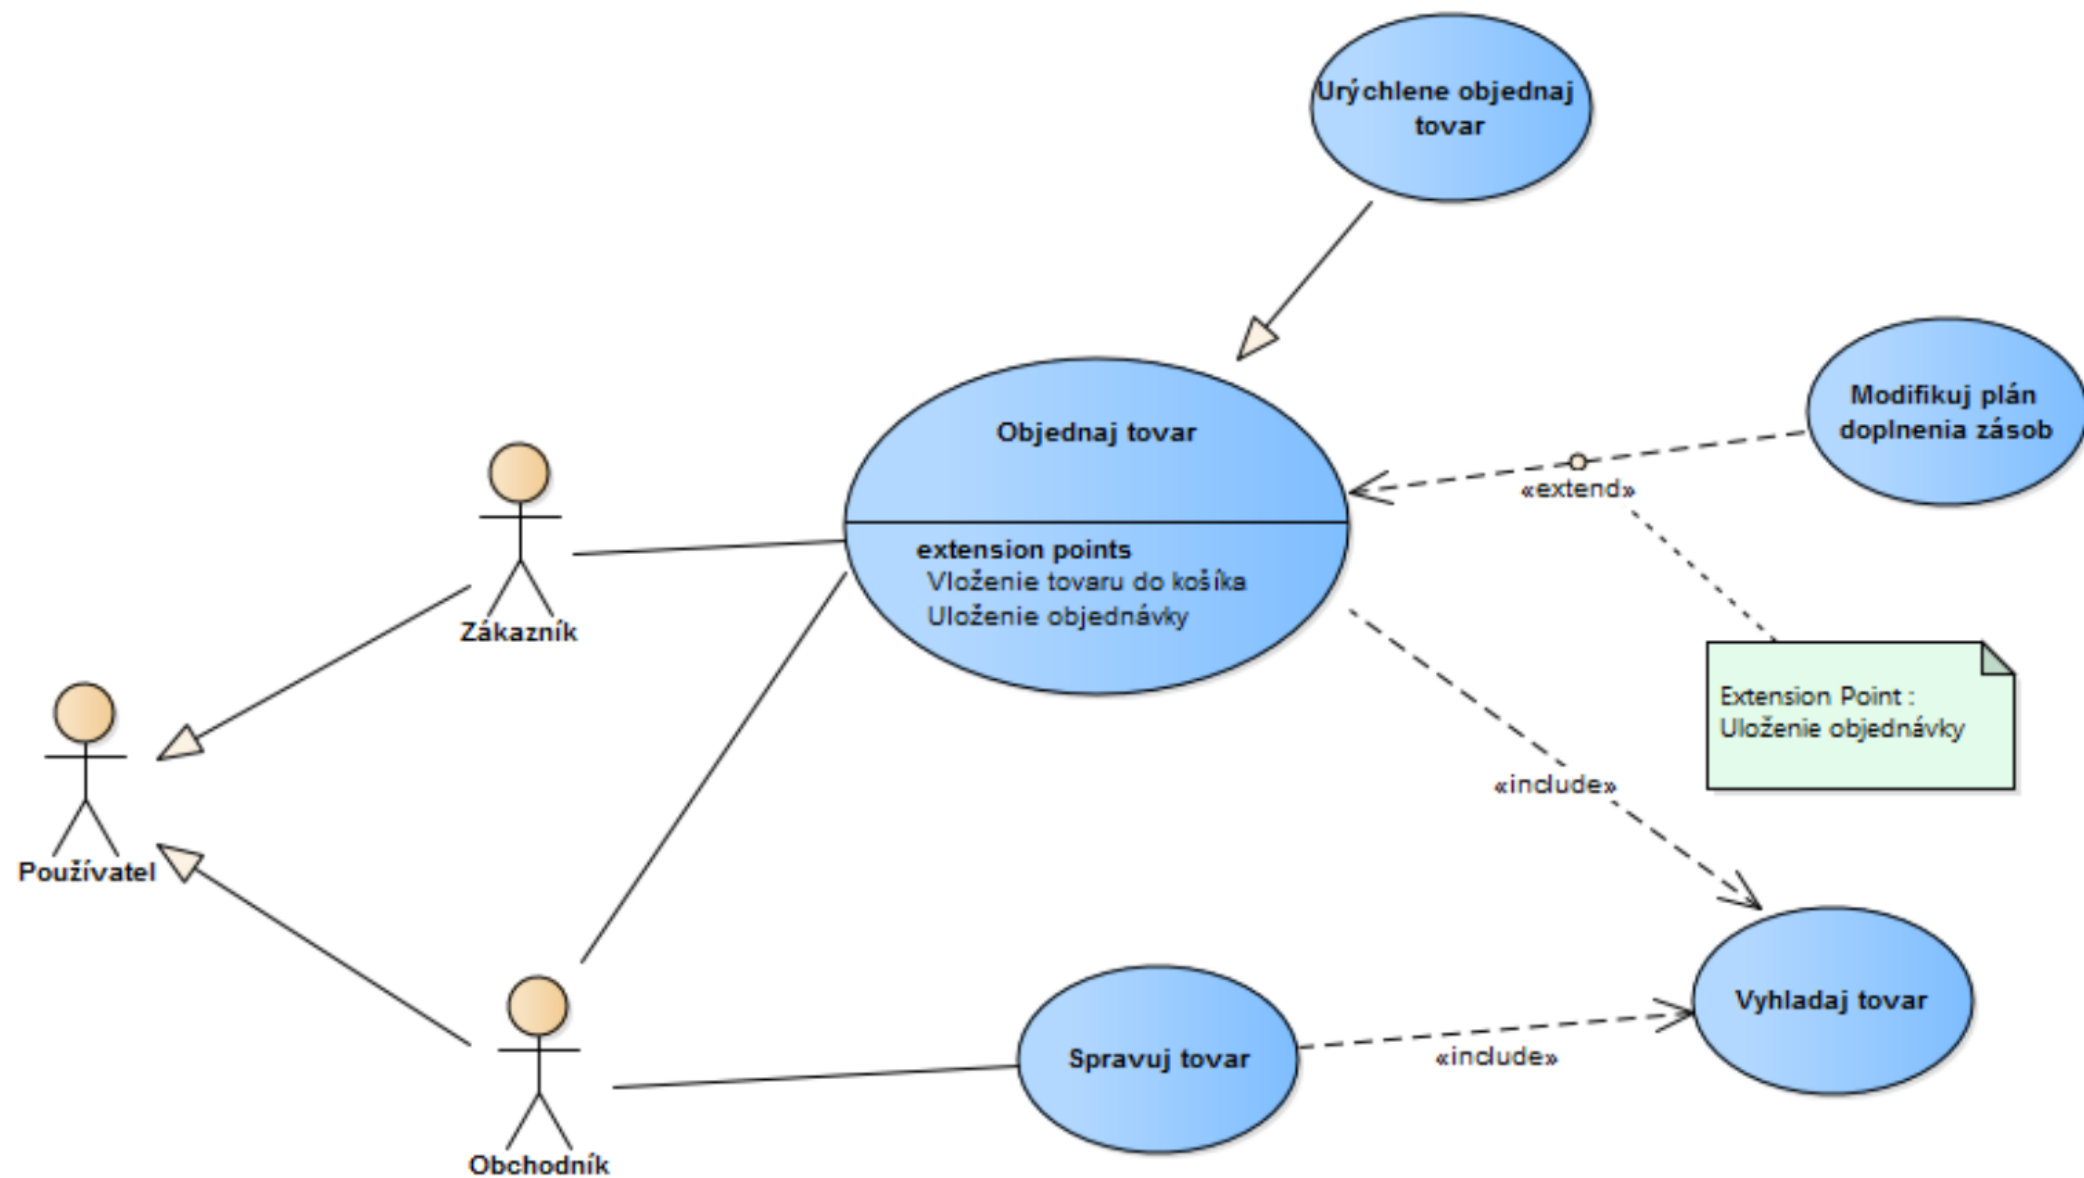 Urýchlene objednaj
tovar
Modifikuj plán
doplnenia zásob
Objednaj tovar
«extend»
extension points
Vloženie tovaru do košíka
Uloženie objednávky
Zákazník
Extension Point :
Uloženie objednávky
«include»
Používatel
Vyhladaj tovar
Spravuj tovar
«include»
Obchodník